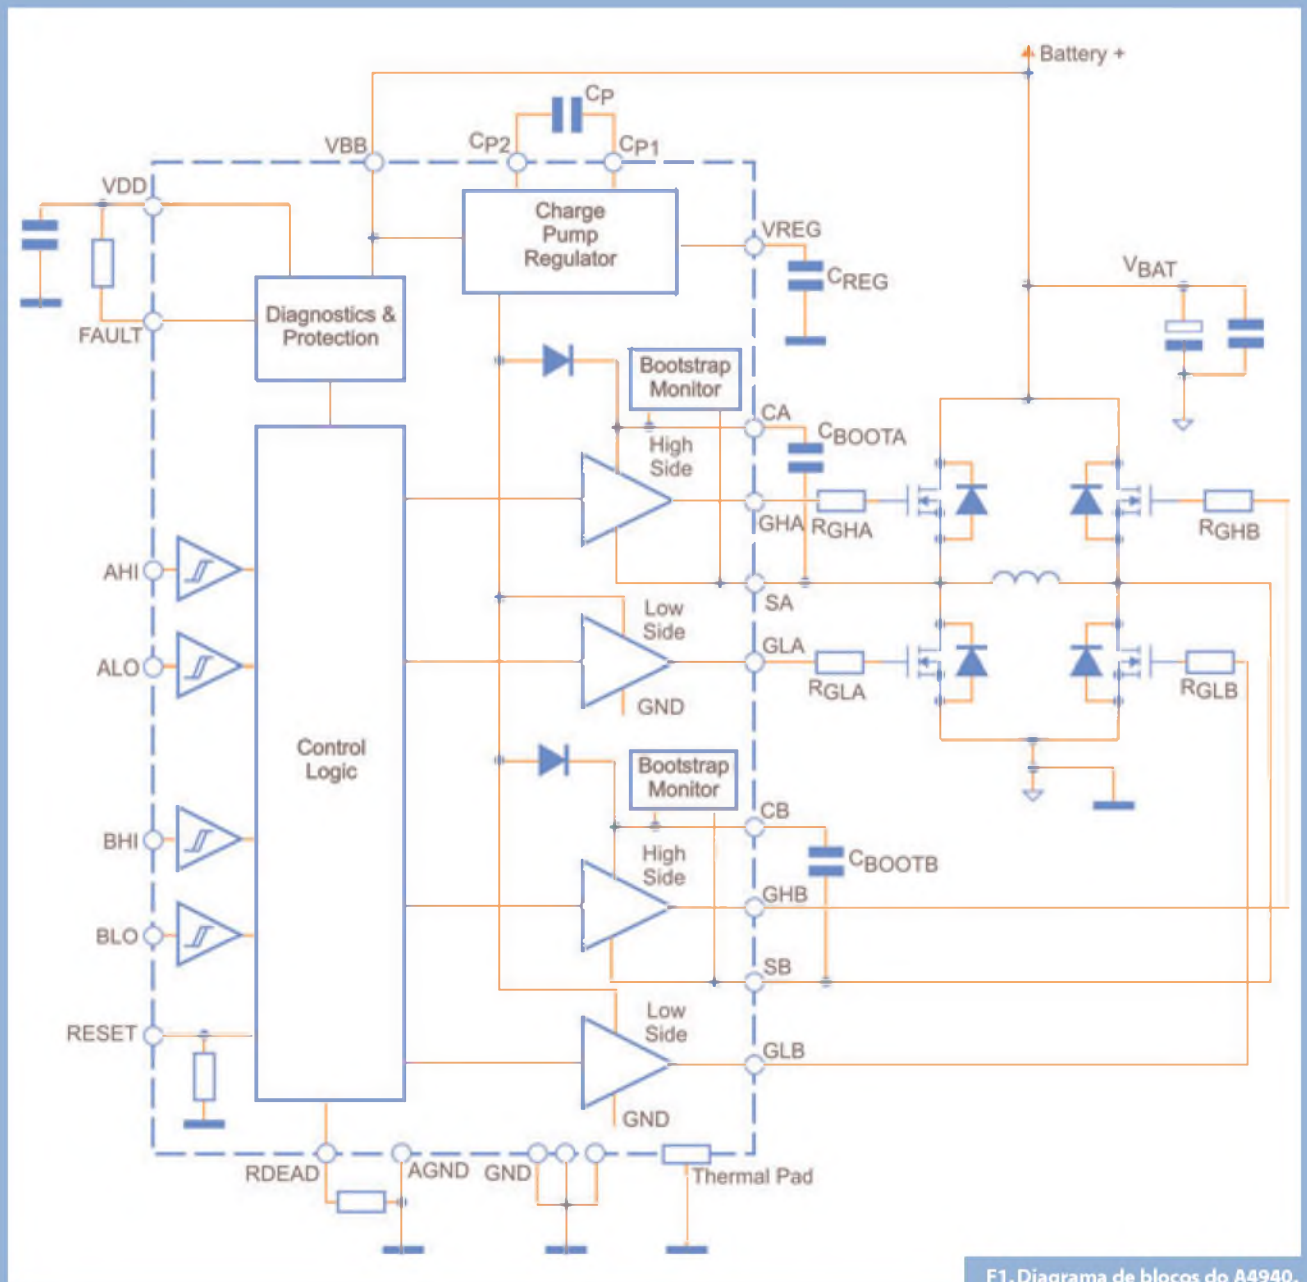 Battery +
CP
VBB
CP2
CP1
VDD
Charge
Pump
Regulator
VREG
CREG
VBAT
FAULT
Diagnostics &
Protection
Bootstrap
Monitor
CA
CBOOTA
High
Side
GHA
RGHA
RGHB
AHI
SA
Low
Side
GLA
ALO
RGLA
RGLB
GND
Control
Logic
Bootstrap
Monitor
CB
BHI
High
Side
CBOOTB
GHB
BLO
SB
Low
Side
RESET
GLB
GND
RDEAD
AGND
GND
Thermal Pad
F1. Diagrama de blocos do A4940